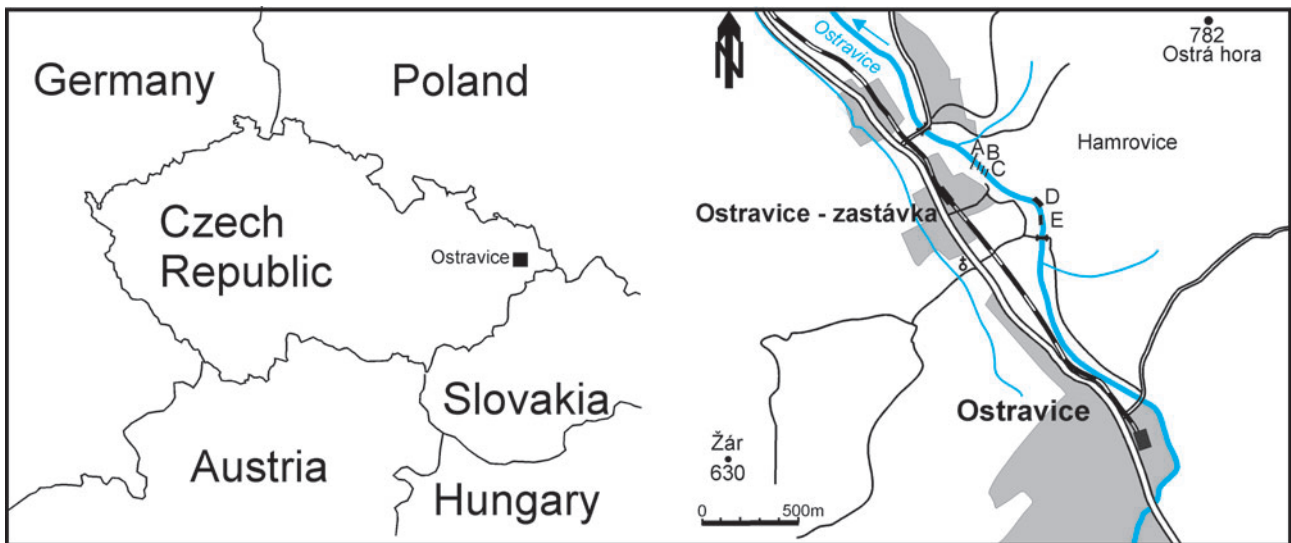 Germany
Poland
Czech
Republic
Ostravice
Slovakia
Austria
Hungary
N
Ostravice
782
Ostrá hora
Hamrovice
A
B
C
D
E
Ostravice - zastávka
Ostravice
Žár
630
0
500m